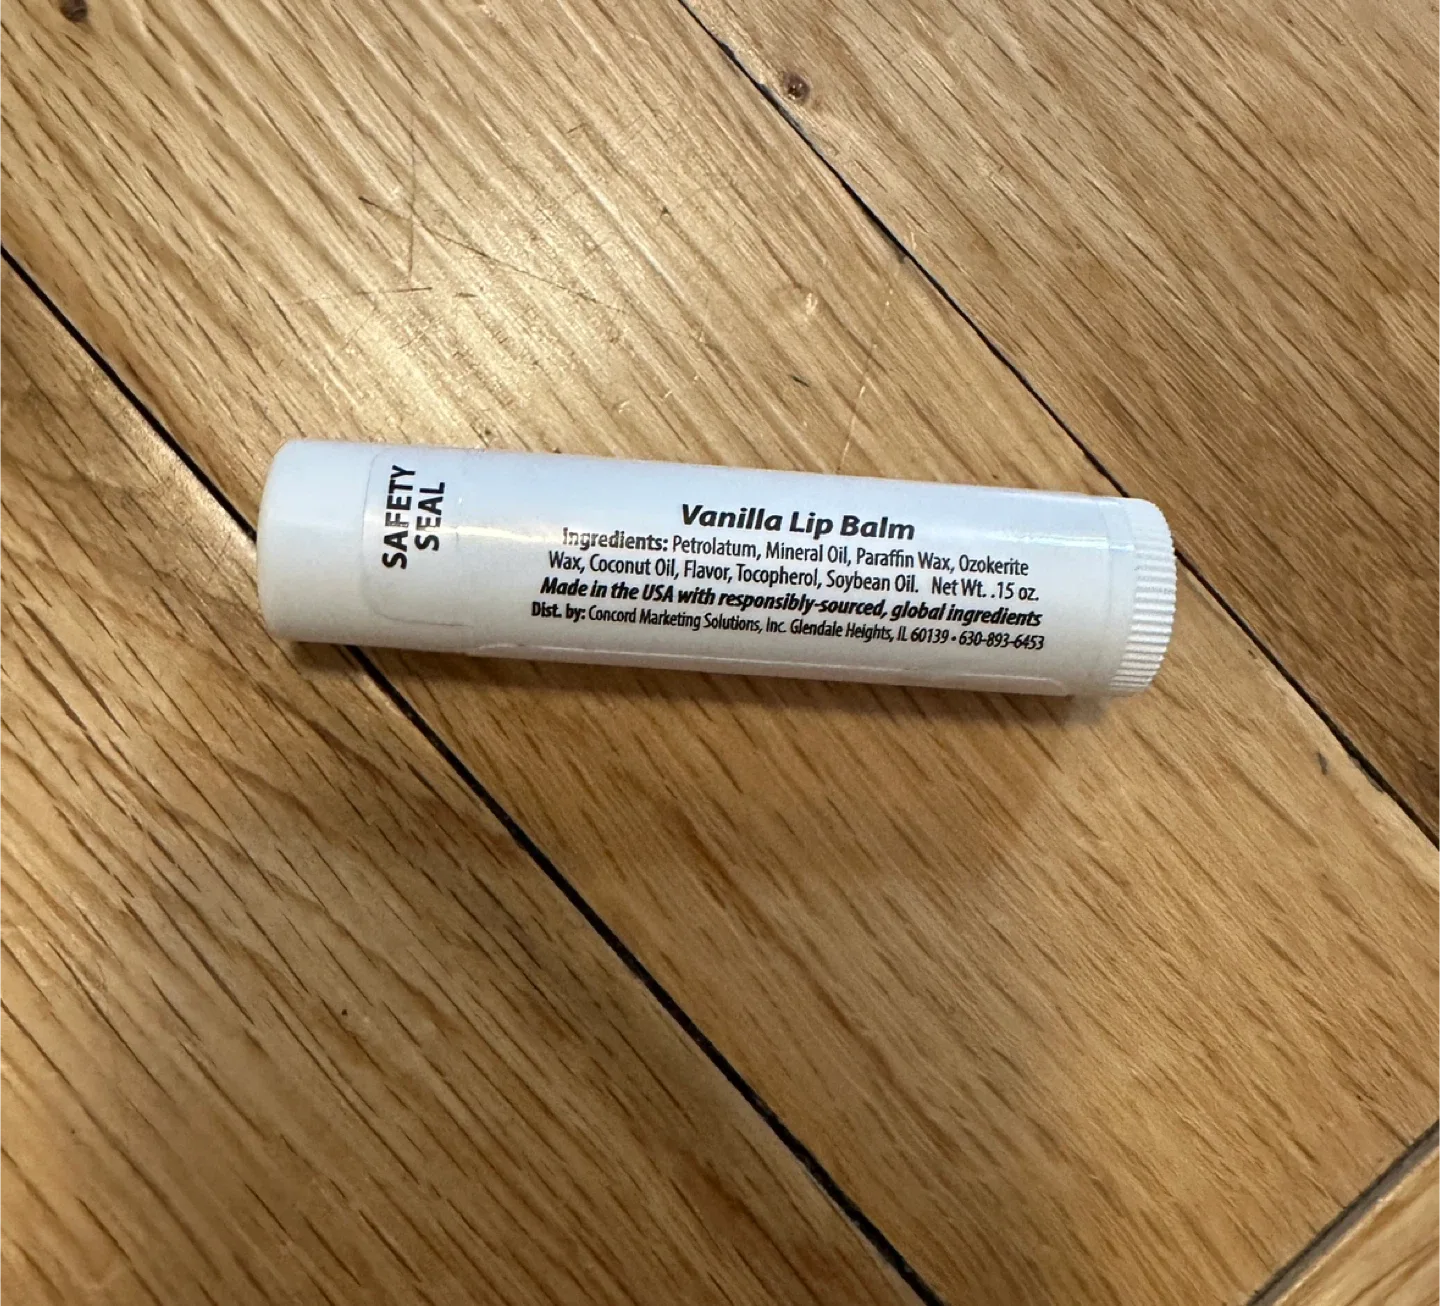 SAFETY
SEAL
Vanilla Lip Balm
Ingredients: Petrolatum, Mineral Oil, Paraffin Wax, Ozokerite
Wax, Coconut Oil, Flavor, Tocopherol, Soybean Oil. Net Wt. .15 oz.
Made in the USA with responsibly-sourced, global ingredients
Dist. by: Concord Marketing Solutions, Inc. Glendale Heights, IL 60139 • 630-893-6453